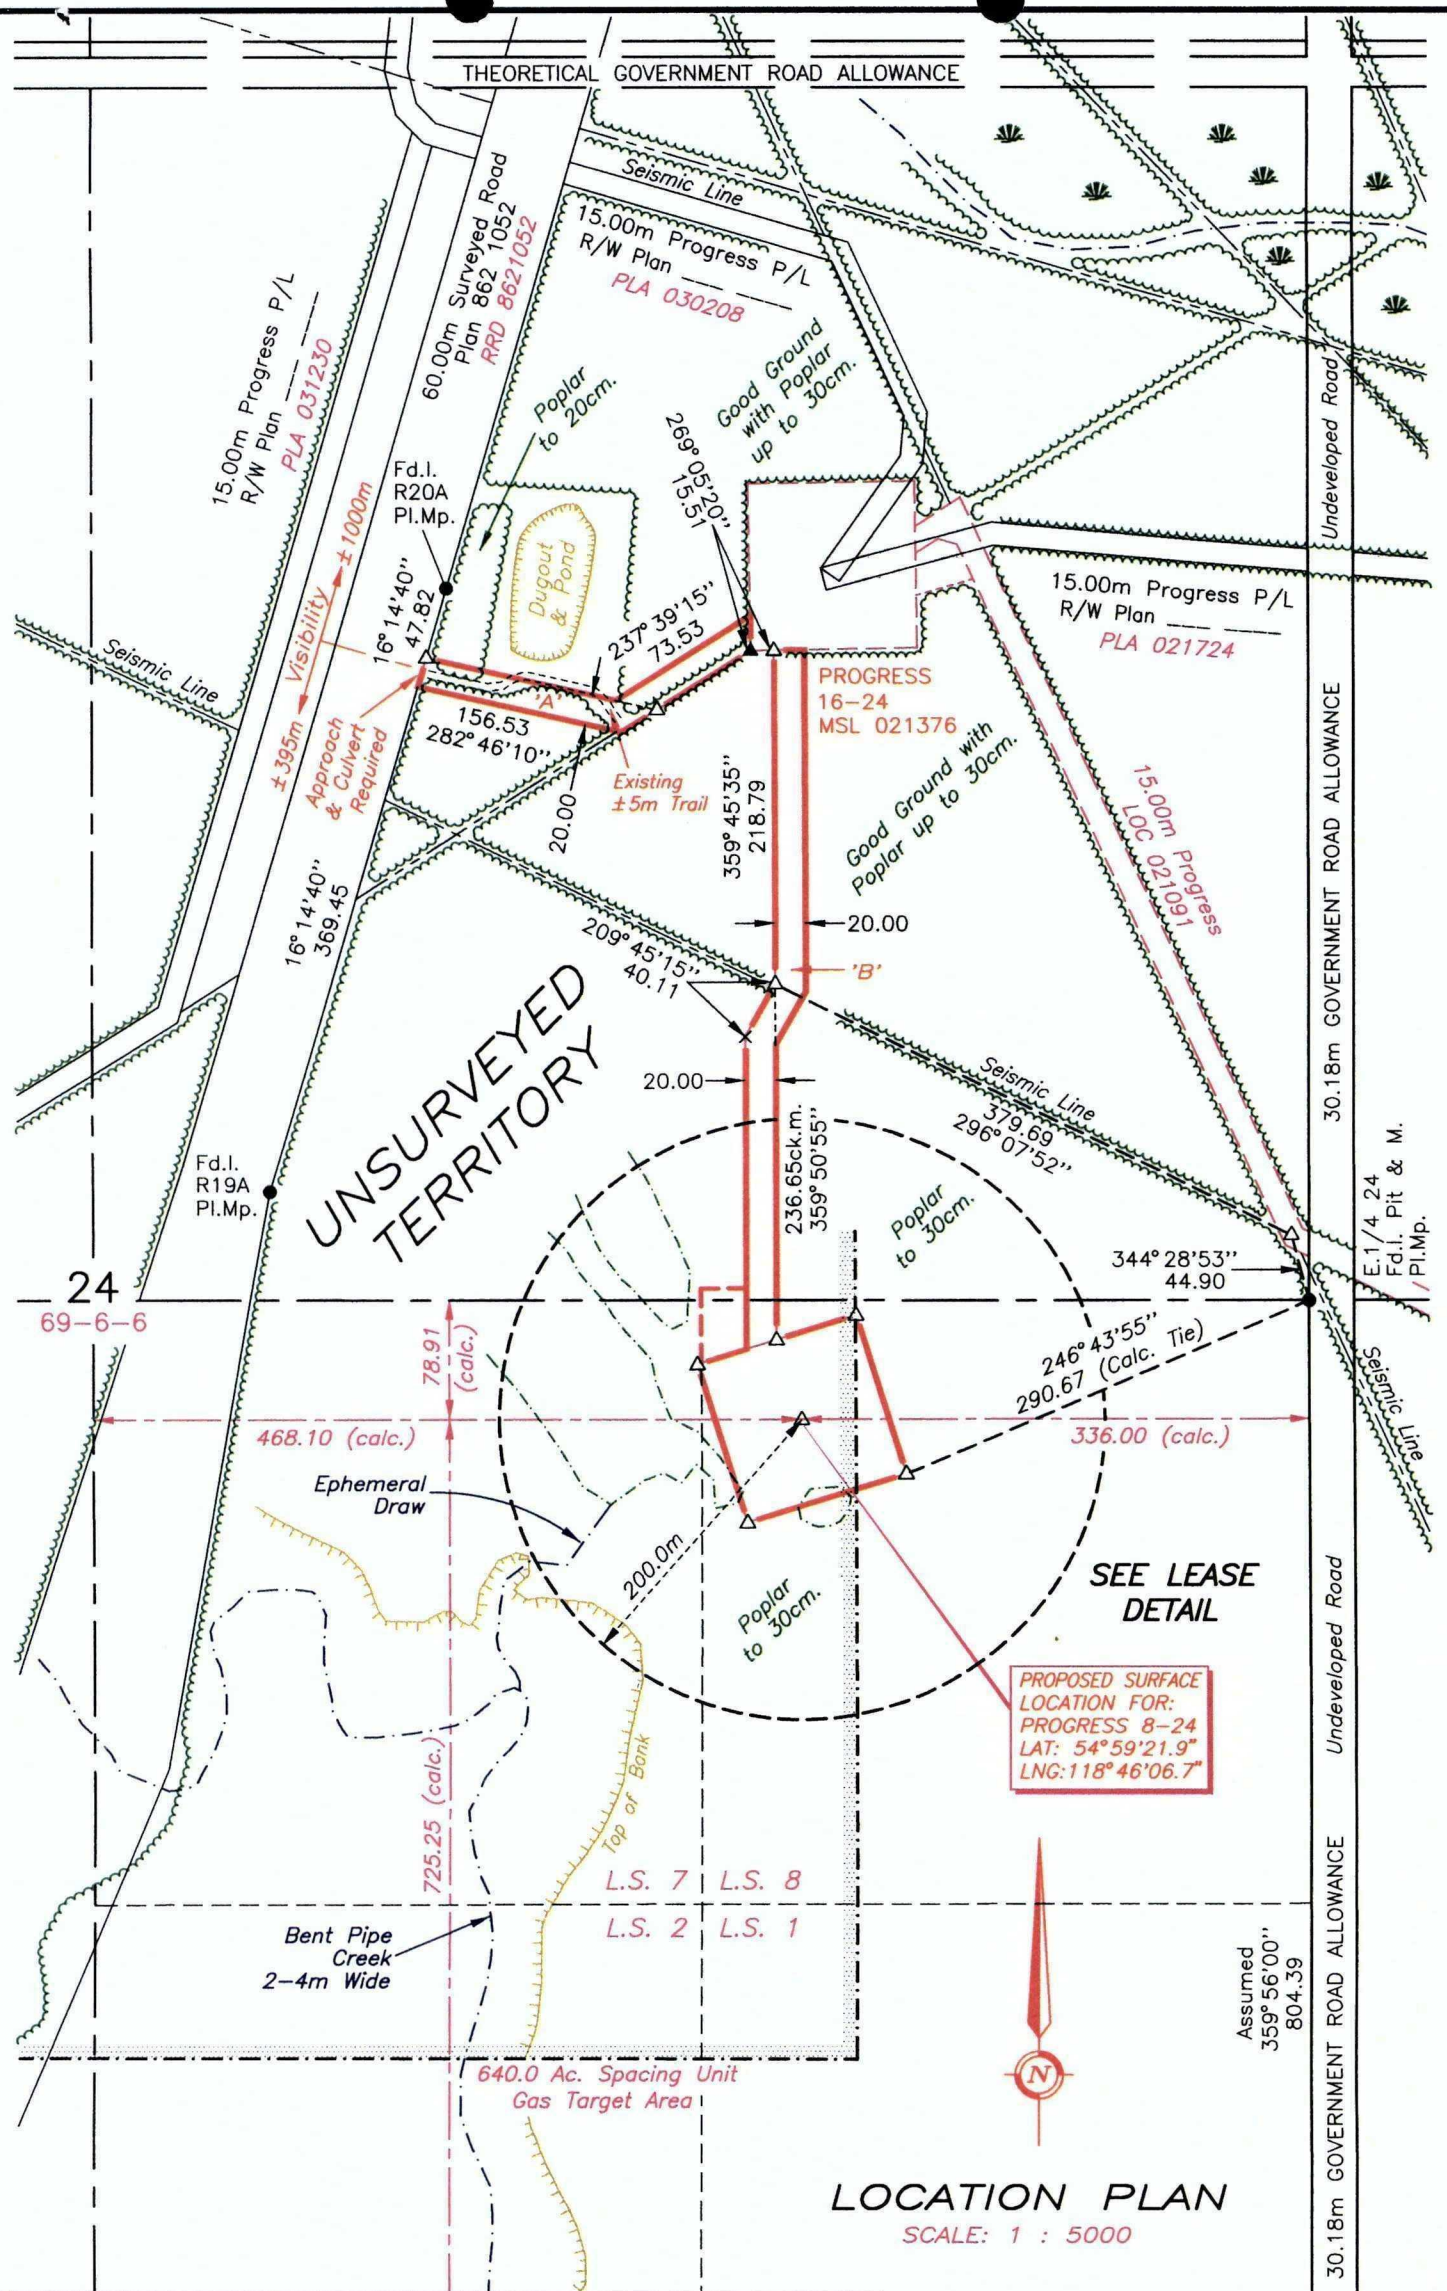 THEORETICAL GOVERNMENT ROAD ALLOWANCE
Seismic Line
15.00m Progress P/L
R/W Plan __ __ __ __
PLA 030208
60.00m Surveyed Road
Plan 862 1052
RRD 8621052
15.00m Progress P/L
R/W Plan __ __ __ __
PLA 031230
Poplar
to 20cm.
Good Ground
with Poplar
up to 30cm.
269°05'20"
15.51
Fd.I.
R20A
Pl.Mp.
±1000m
Visibility
±395m
16°14'40"
47.82
Dugout
& Pond
237°39'15"
73.53
Undeveloped Road
15.00m Progress P/L
R/W Plan __ __ __ __
PLA 021724
Seismic Line
PROGRESS
16-24
MSL 021376
'A'
156.53
282°46'10"
Approach
& Culvert
Required
Existing
±5m Trail
20.00
359°45'35"
218.79
Good Ground with
Poplar up to 30cm.
15.00m Progress
LOC 021091
30.18m GOVERNMENT ROAD ALLOWANCE
16°14'40"
369.45
20.00
209°45'15"
40.11
'B'
UNSURVEYED
TERRITORY
20.00
Seismic Line
379.69
296°07'52"
236.65ck.m.
359°50'55"
Fd.I.
R19A
Pl.Mp.
Poplar
to 30cm.
E.1/4 24
Fd.I. Pit & M.
Pl.Mp.
344°28'53"
44.90
24
69-6-6
78.91
(calc.)
246°43'55"
290.67 (Calc. Tie)
Seismic Line
468.10 (calc.)
336.00 (calc.)
Ephemeral
Draw
200.0m
SEE LEASE
DETAIL
Poplar
to 30cm.
Undeveloped Road
PROPOSED SURFACE
LOCATION FOR:
PROGRESS 8-24
LAT: 54°59'21.9"
LNG:118°46'06.7"
Top of Bank
725.25 (calc.)
L.S. 7 L.S. 8
L.S. 2 L.S. 1
Bent Pipe
Creek
2-4m Wide
Assumed
359°56'00"
804.39
30.18m GOVERNMENT ROAD ALLOWANCE
640.0 Ac. Spacing Unit
Gas Target Area
N
LOCATION PLAN
SCALE: 1 : 5000